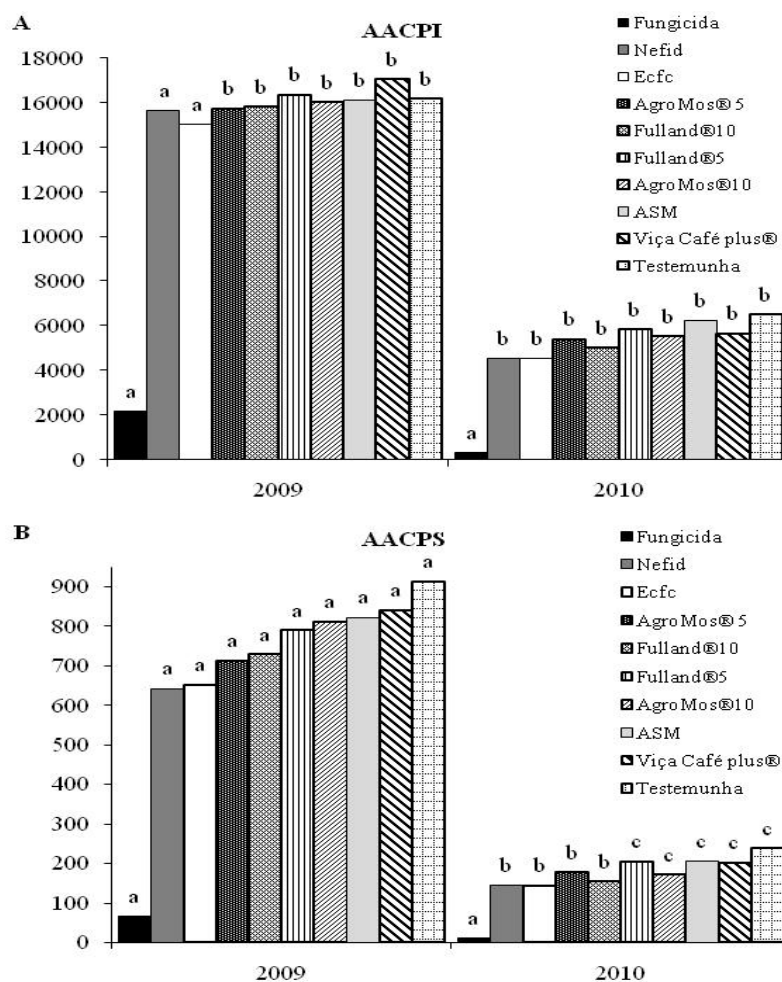 A
AACPI
18000
16000
14000
12000
10000
8000
6000
4000
2000
0
a a a b b b b b b b
a b b b b b b b b b
2009 2010
Fungicida
Nefid
Ecfc
AgroMos®5
Fulland®10
Fulland®5
AgroMos®10
ASM
Viça Café plus®
Testemunha
B
AACPS
900
800
700
600
500
400
300
200
100
0
a a a a a a a a a a
a b b b b c c c c c
2009 2010
Fungicida
Nefid
Ecfc
AgroMos®5
Fulland®10
Fulland®5
AgroMos®10
ASM
Viça Café plus®
Testemunha